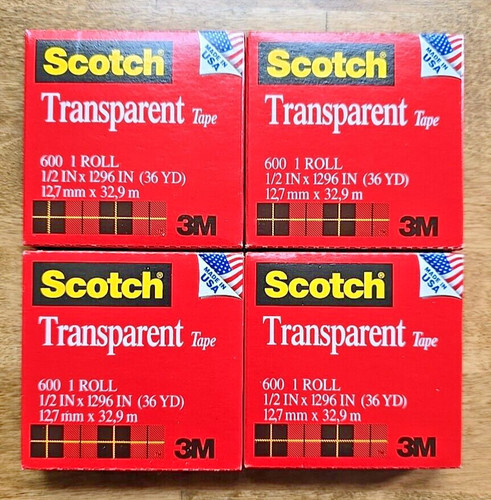 Scotch®
MADE IN USA
Transparent Tape
600 1 ROLL
1/2 IN x 1296 IN (36 YD)
12,7 mm x 32,9 m
3M
Scotch®
MADE IN USA
Transparent Tape
600 1 ROLL
1/2 IN x 1296 IN (36 YD)
12,7 mm x 32,9 m
3M
Scotch®
MADE IN USA
Transparent Tape
600 1 ROLL
1/2 IN x 1296 IN (36 YD)
12,7 mm x 32,9 m
3M
Scotch®
MADE IN USA
Transparent Tape
600 1 ROLL
1/2 IN x 1296 IN (36 YD)
12,7 mm x 32,9 m
3M